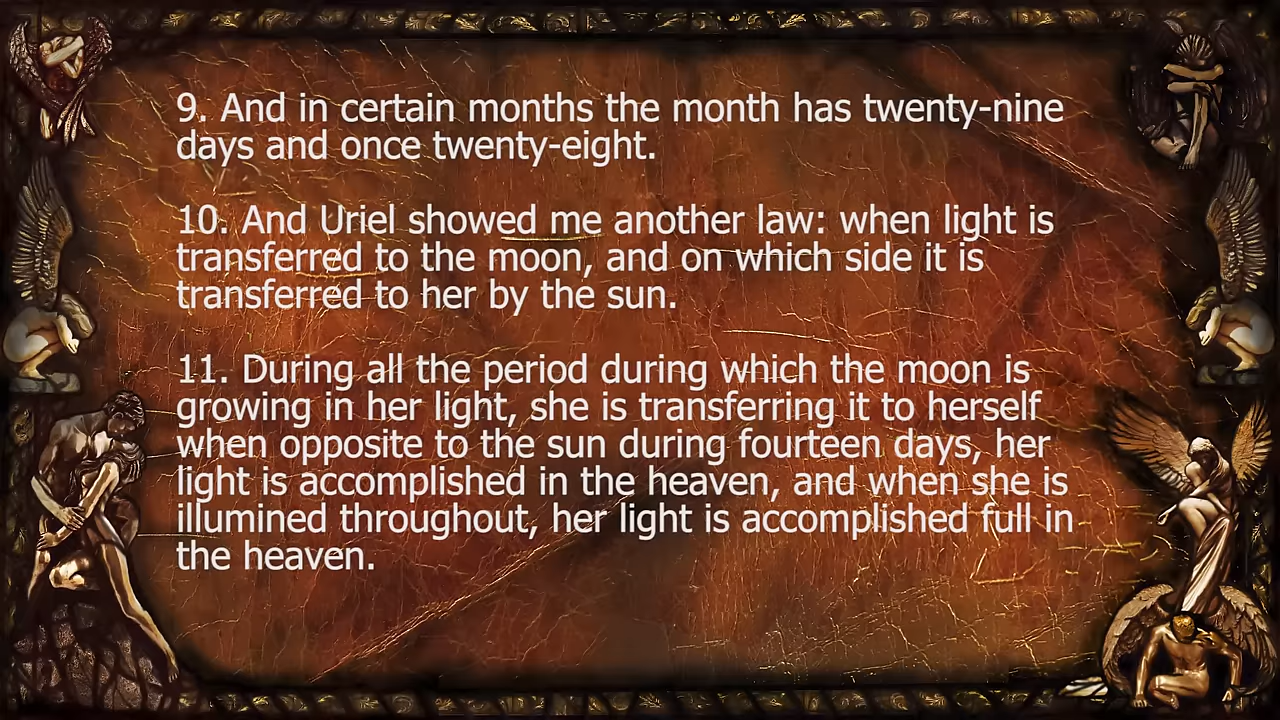 9. And in certain months the month has twenty-nine
days and once twenty-eight.
10. And Uriel showed me another law: when light is
transferred to the moon, and on which side it is
transferred to her by the sun.
11. During all the period during which the moon is
growing in her light, she is transferring it to herself
when opposite to the sun during fourteen days, her
light is accomplished in the heaven, and when she is
illumined throughout, her light is accomplished full in
the heaven.